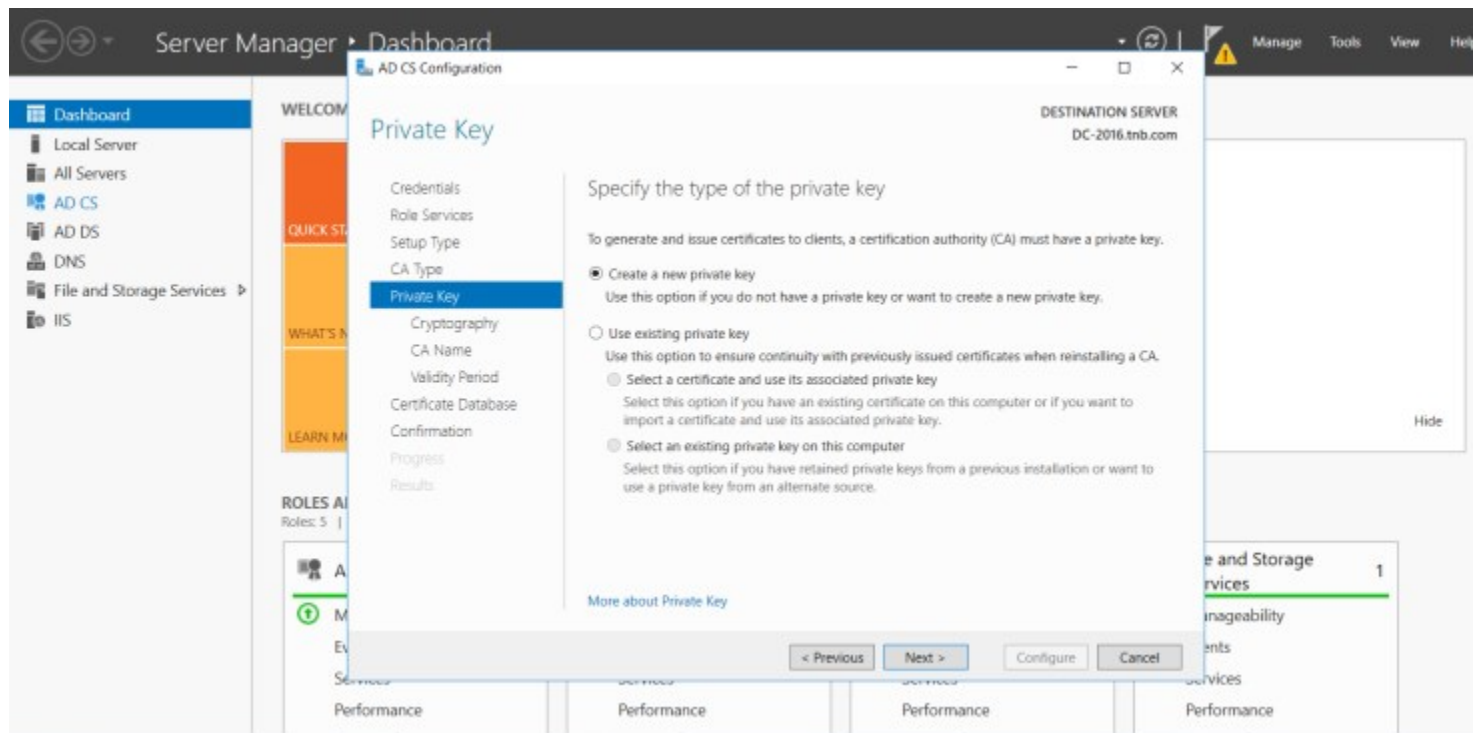 Server Manager ‣ Dashboard
Manage Tools View Help
Dashboard
Local Server
All Servers
AD CS
AD DS
DNS
File and Storage Services
IIS
WELCOM
QUICK ST
WHAT'S N
LEARN M
Hide
ROLES A
Roles: 5 |
AD CS Configuration
Private Key
DESTINATION SERVER
DC-2016.tnb.com
Credentials
Role Services
Setup Type
CA Type
Private Key
Cryptography
CA Name
Validity Period
Certificate Database
Confirmation
Progress
Results
Specify the type of the private key
To generate and issue certificates to clients, a certification authority (CA) must have a private key.
Create a new private key
Use this option if you do not have a private key or want to create a new private key.
Use existing private key
Use this option to ensure continuity with previously issued certificates when reinstalling a CA.
Select a certificate and use its associated private key
Select this option if you have an existing certificate on this computer or if you want to
import a certificate and use its associated private key.
Select an existing private key on this computer
Select this option if you have retained private keys from a previous installation or want to
use a private key from an alternate source.
More about Private Key
< Previous Next > Configure Cancel
A
M
Ev
Services
Performance
Services
Performance
Services
Performance
e and Storage 1
rvices
nageability
ents
Services
Performance